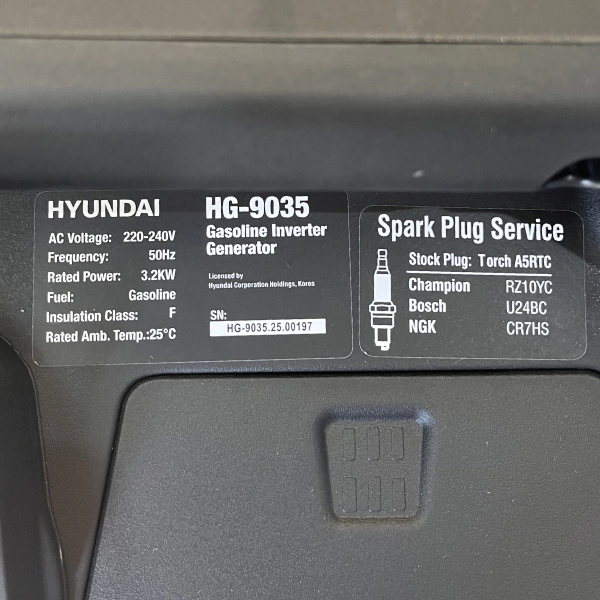 HYUNDAI
AC Voltage: 220-240V
Frequency: 50Hz
Rated Power: 3.2KW
Fuel: Gasoline
Insulation Class: F
Rated Amb. Temp.:25°C
HG-9035
Gasoline Inverter
Generator
Licensed by
Hyundai Corporation Holdings, Korea
SN:
HG-9035.25.00197
Spark Plug Service
Stock Plug: Torch A5RTC
Champion RZ10YC
Bosch U24BC
NGK CR7HS